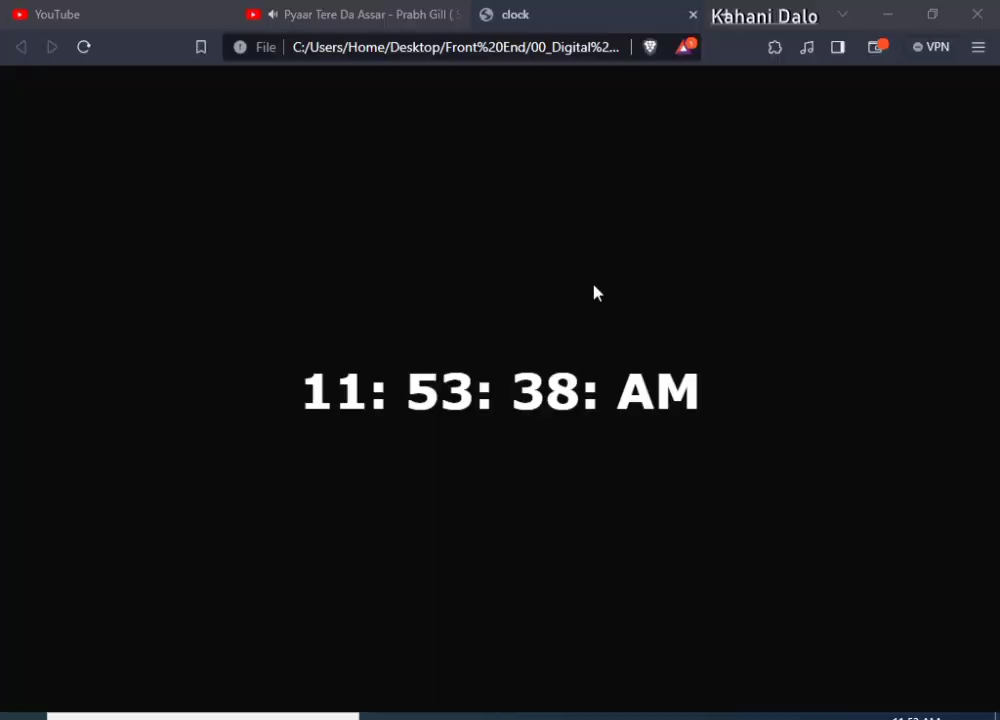 YouTube
Pyaar Tere Da Assar - Prabh Gill (
clock
Kahani Dalo
File
C:/Users/Home/Desktop/Front%20End/00_Digital%2...
1
VPN
11: 53: 38: AM